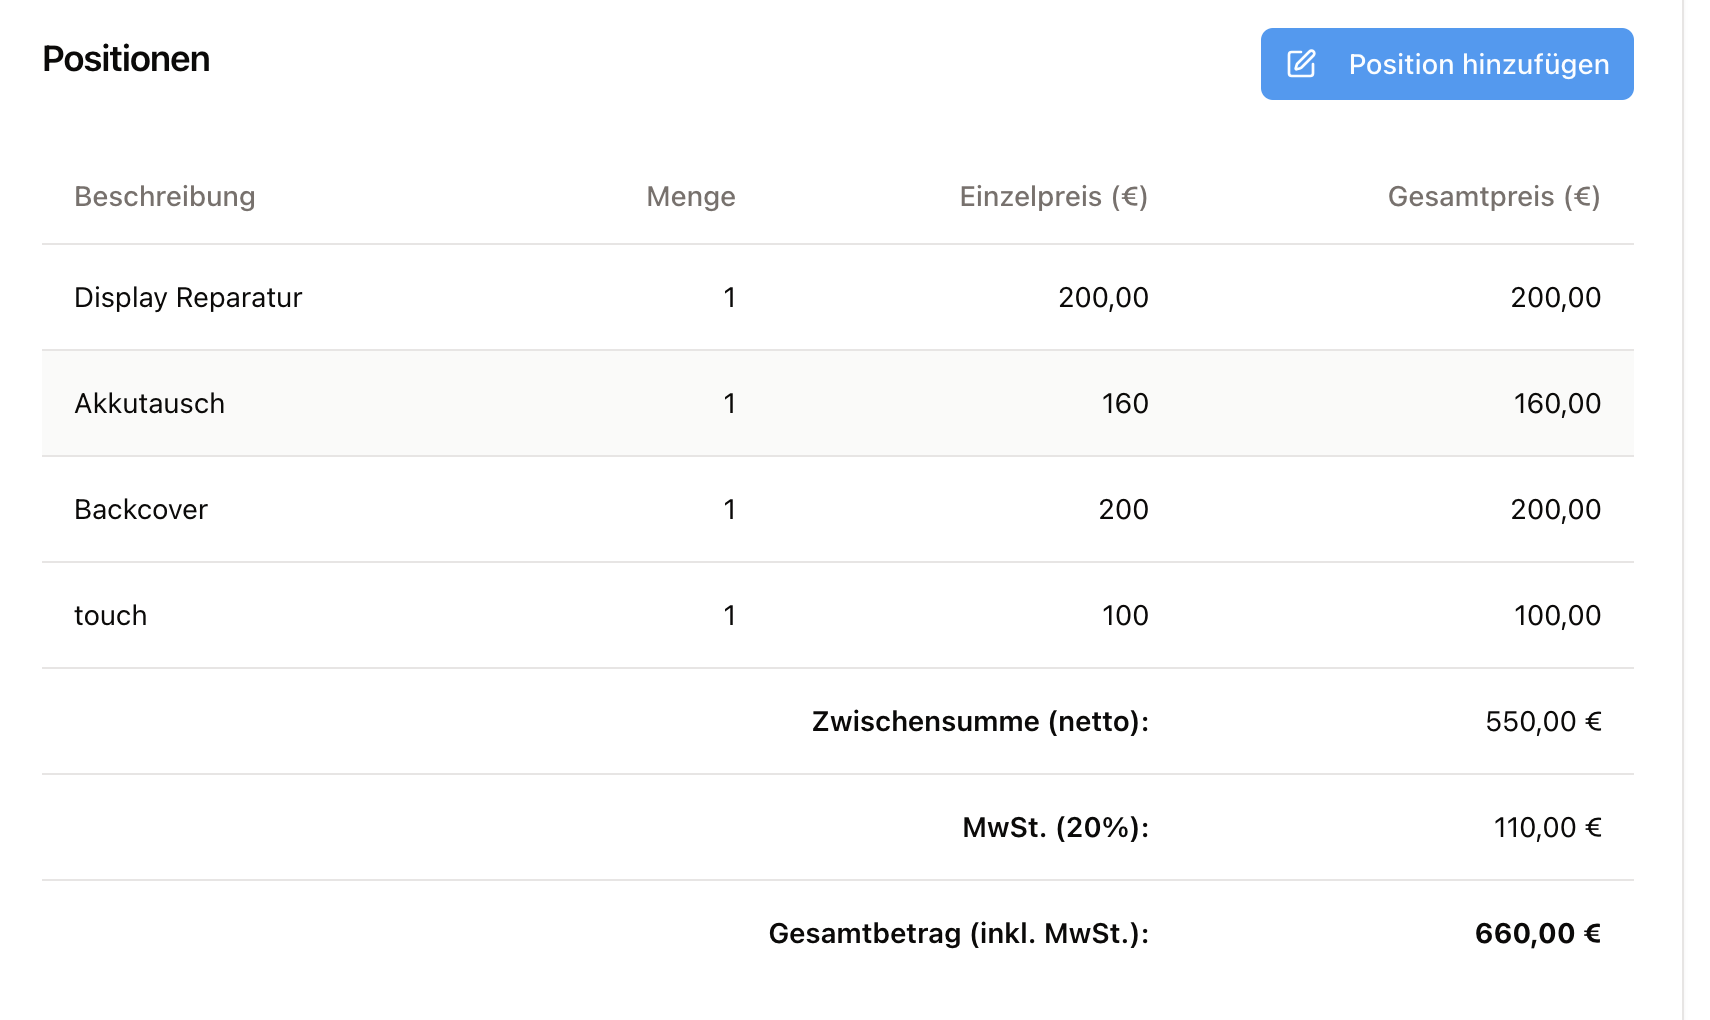 Positionen
Position hinzufügen
Beschreibung Menge Einzelpreis (€) Gesamtpreis (€)
Display Reparatur 1 200,00 200,00
Akkutausch 1 160 160,00
Backcover 1 200 200,00
touch 1 100 100,00
Zwischensumme (netto): 550,00 €
MwSt. (20%): 110,00 €
Gesamtbetrag (inkl. MwSt.): 660,00 €